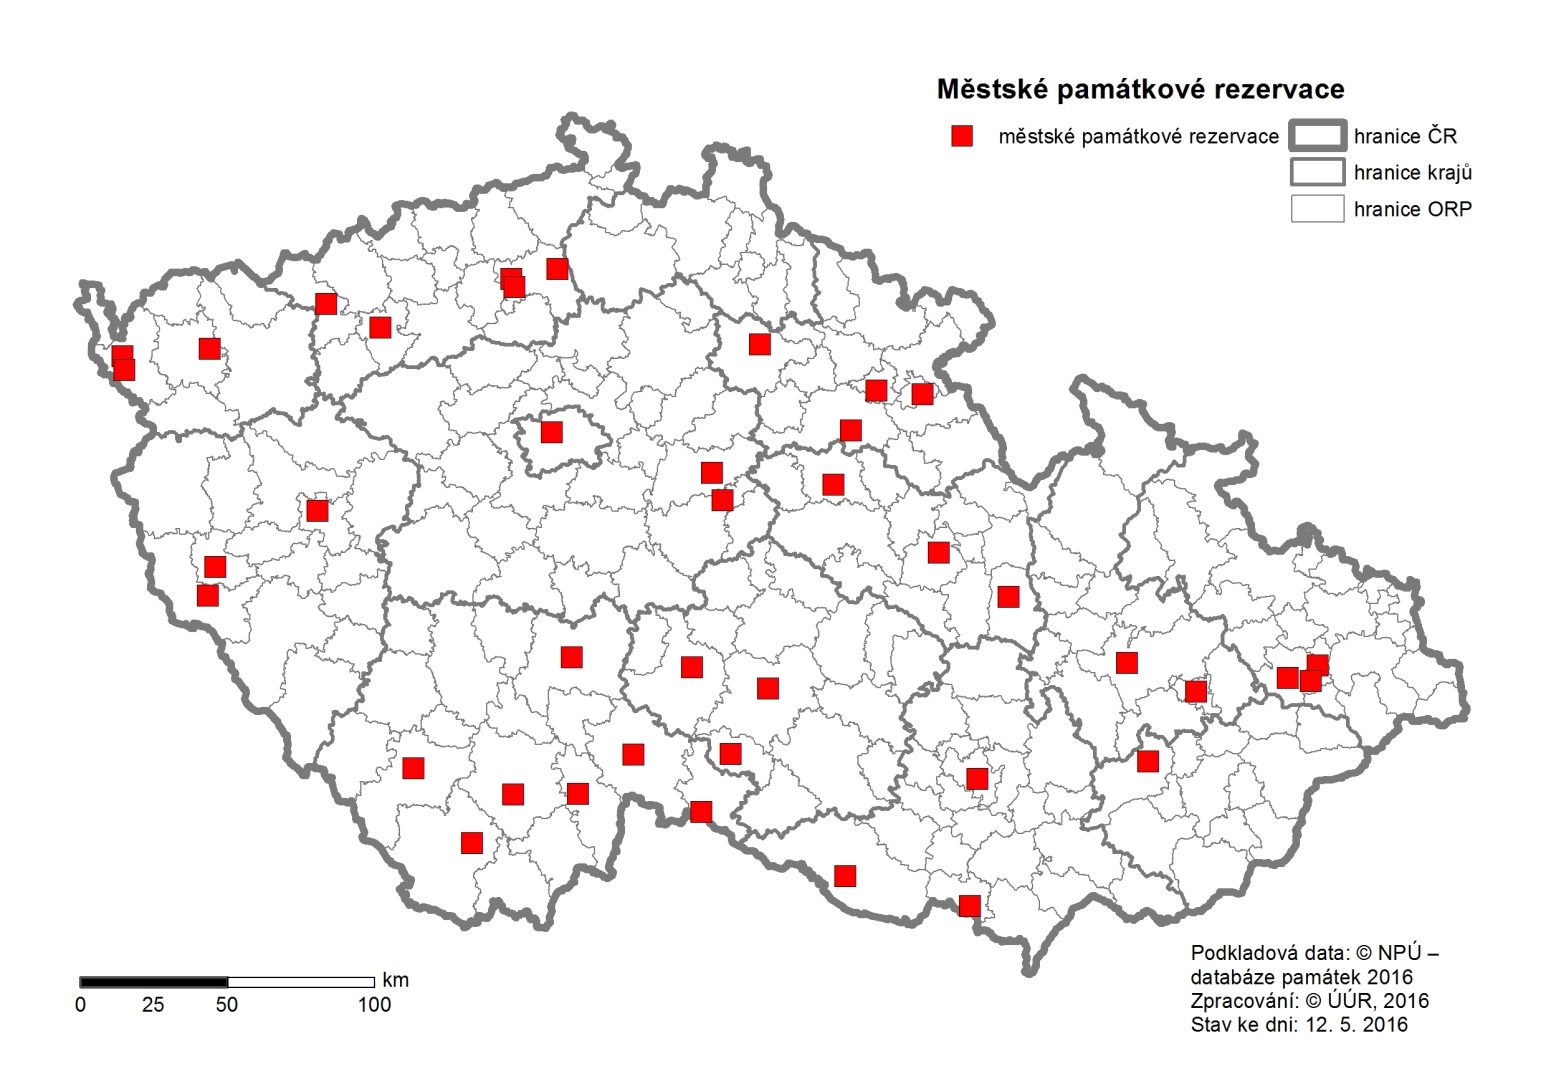 Městské památkové rezervace
městské památkové rezervace
hranice ČR
hranice krajů
hranice ORP
km
0 25 50 100
Podkladová data: © NPÚ –
databáze památek 2016
Zpracování: © ÚÚR, 2016
Stav ke dni: 12. 5. 2016